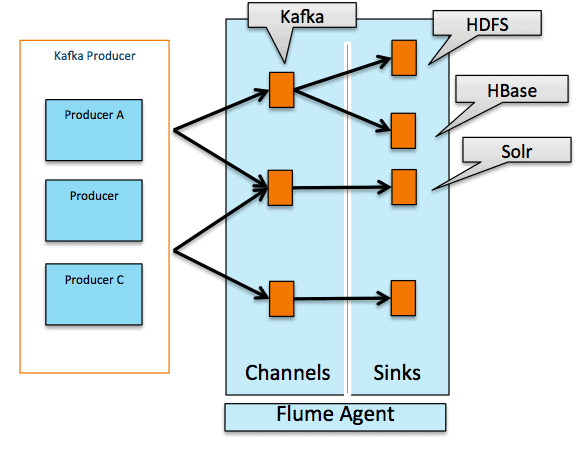 Kafka
HDFS
Kafka Producer
HBase
Producer A
Solr
Producer
Producer C
Channels
Sinks
Flume Agent